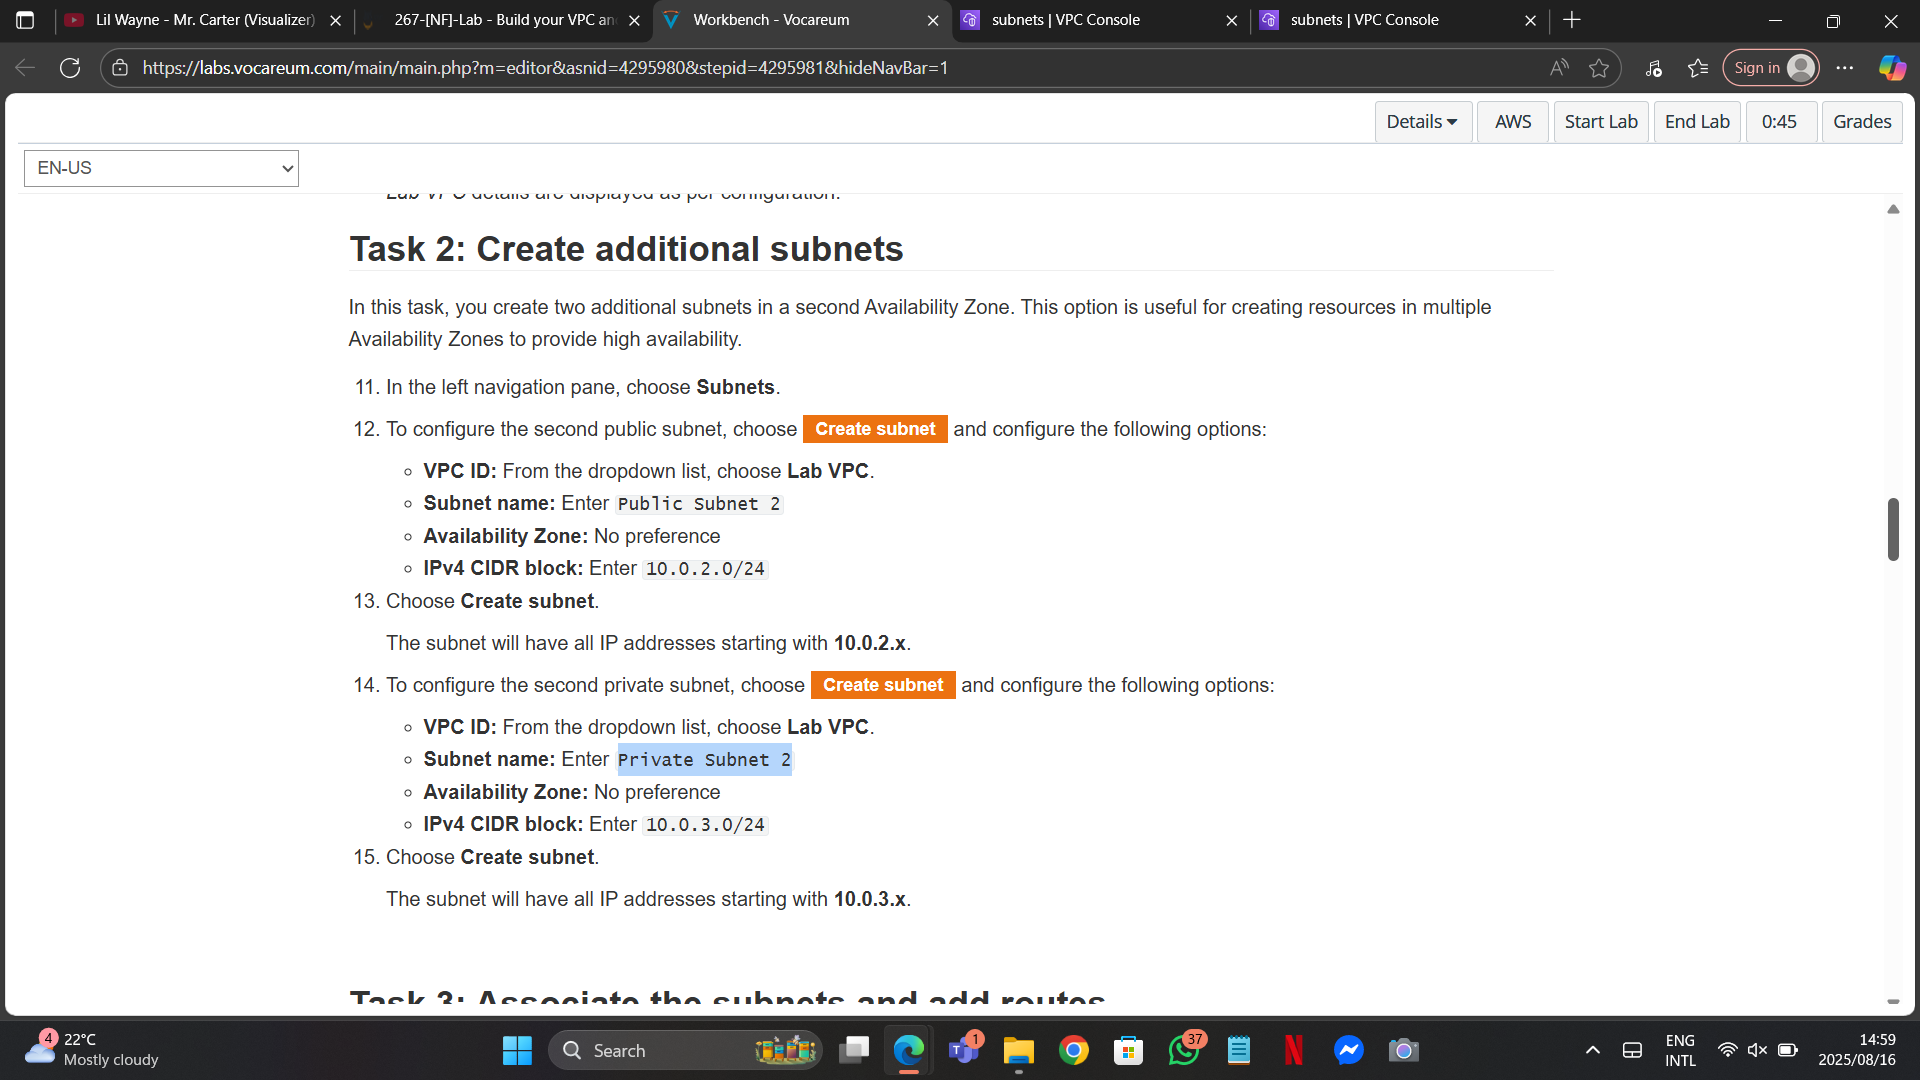 Lil Wayne - Mr. Carter (Visualizer)
267-[NF]-Lab - Build your VPC an
Workbench - Vocareum
subnets | VPC Console
subnets | VPC Console
https://labs.vocareum.com/main/main.php?m=editor&asnid=4295980&stepid=4295981&hideNavBar=1
Sign in
Details
AWS
Start Lab
End Lab
0:45
Grades
EN-US
Lab VPC details are displayed as per configuration.
Task 2: Create additional subnets
In this task, you create two additional subnets in a second Availability Zone. This option is useful for creating resources in multiple
Availability Zones to provide high availability.
11. In the left navigation pane, choose Subnets.
12. To configure the second public subnet, choose Create subnet and configure the following options:
VPC ID: From the dropdown list, choose Lab VPC.
Subnet name: Enter Public Subnet 2
Availability Zone: No preference
IPv4 CIDR block: Enter 10.0.2.0/24
13. Choose Create subnet.
The subnet will have all IP addresses starting with 10.0.2.x.
14. To configure the second private subnet, choose Create subnet and configure the following options:
VPC ID: From the dropdown list, choose Lab VPC.
Subnet name: Enter Private Subnet 2
Availability Zone: No preference
IPv4 CIDR block: Enter 10.0.3.0/24
15. Choose Create subnet.
The subnet will have all IP addresses starting with 10.0.3.x.
Task 3: Associate the subnets and add routes
4
22°C
Mostly cloudy
Search
1
37
ENG
INTL
14:59
2025/08/16